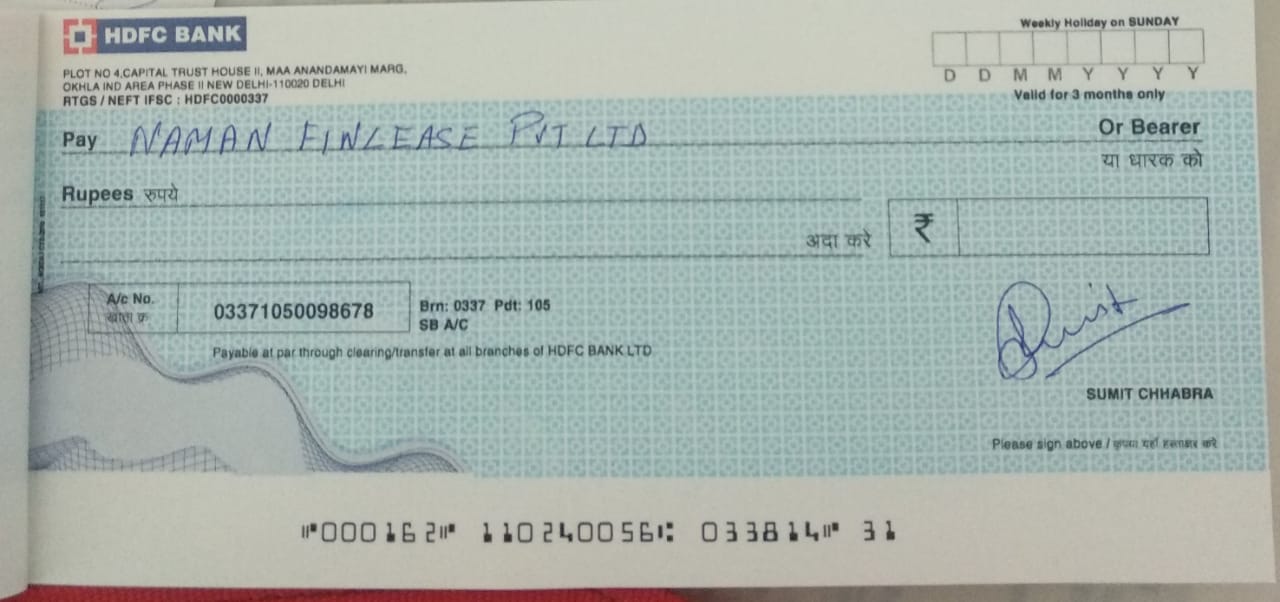 HDFC BANK
Weekly Holiday on SUNDAY
PLOT NO 4,CAPITAL TRUST HOUSE II, MAA ANANDAMAYI MARG,
OKHLA IND AREA PHASE II NEW DELHI-110020 DELHI
RTGS / NEFT IFSC : HDFC0000337
D D M M Y Y Y Y
Valid for 3 months only
Pay NAMAN FINLEASE PVT LTD Or Bearer
या धारक को
Rupees रुपये
अदा करे ₹
A/c No. 03371050098678 Brn: 0337 Pdt: 105
खाता क्र SB A/C
Payable at par through clearing/transfer at all branches of HDFC BANK LTD
Sumit
SUMIT CHHABRA
Please sign above / कृपया यहाँ हस्ताक्षर करे
⑈000162⑈ 110240056⑆ 033814⑈ 31